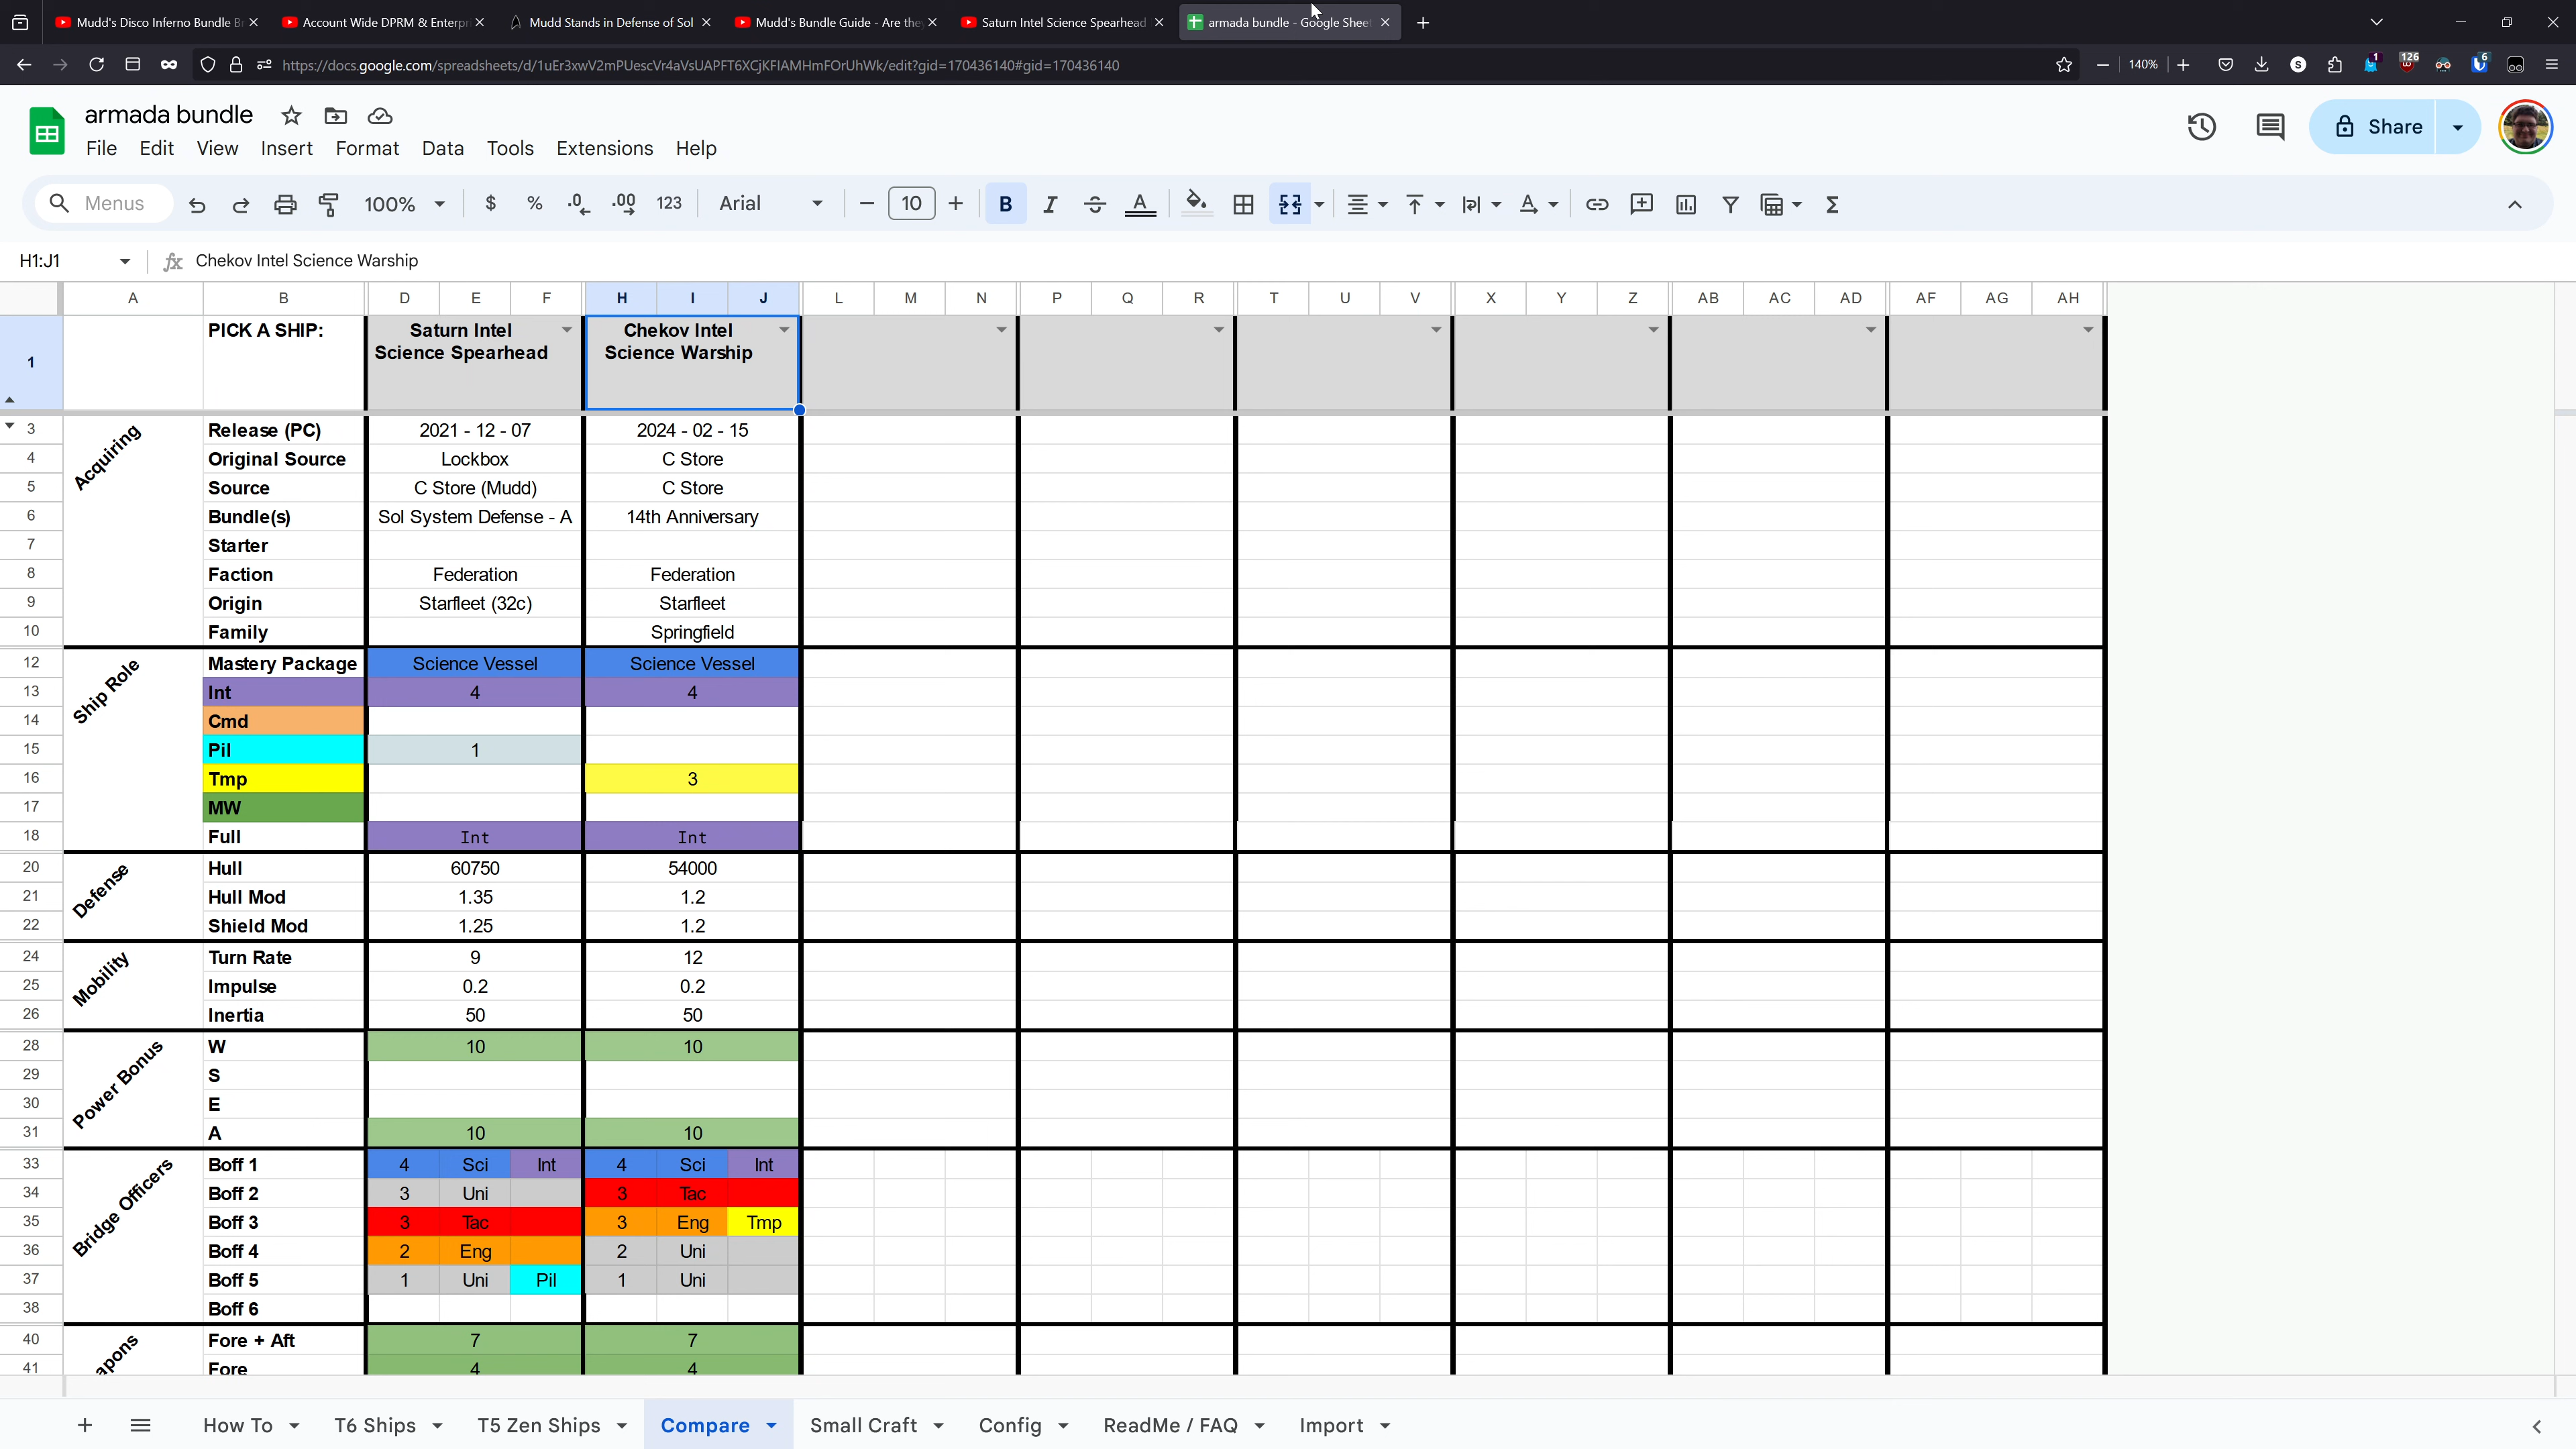 Mudd's Disco Inferno Bundle
Account Wide DPRM & Enterpri
Mudd Stands in Defense of Sol
Mudd's Bundle Guide - Are they
Saturn Intel Science Spearhead
armada bundle - Google Sheet
https://docs.google.com/spreadsheets/d/1uEr3xwV2mPUescVr4aVsUAPFT6XCjKFIAMHmFOrUhWk/edit?gid=170436140#gid=170436140
140%
1
126
6
armada bundle
File Edit View Insert Format Data Tools Extensions Help
Share
Menus 100% $ % .0 .00 123 Arial 10 B I
H1:J1 Chekov Intel Science Warship
A B D E F H I J L M N P Q R T U V X Y Z AB AC AD AF AG AH
1 PICK A SHIP: Saturn Intel Science Spearhead Chekov Intel Science Warship
Acquiring
3 Release (PC) 2021 - 12 - 07 2024 - 02 - 15
4 Original Source Lockbox C Store
5 Source C Store (Mudd) C Store
6 Bundle(s) Sol System Defense - A 14th Anniversary
7 Starter
8 Faction Federation Federation
9 Origin Starfleet (32c) Starfleet
10 Family Springfield
Ship Role
12 Mastery Package Science Vessel Science Vessel
13 Int 4 4
14 Cmd
15 Pil 1
16 Tmp 3
17 MW
18 Full Int Int
Defense
20 Hull 60750 54000
21 Hull Mod 1.35 1.2
22 Shield Mod 1.25 1.2
Mobility
24 Turn Rate 9 12
25 Impulse 0.2 0.2
26 Inertia 50 50
Power Bonus
28 W 10 10
29 S
30 E
31 A 10 10
Bridge Officers
33 Boff 1 4 Sci Int 4 Sci Int
34 Boff 2 3 Uni 3 Tac
35 Boff 3 3 Tac 3 Eng Tmp
36 Boff 4 2 Eng 2 Uni
37 Boff 5 1 Uni Pil 1 Uni
38 Boff 6
apons
40 Fore + Aft 7 7
41 Fore 4 4
How To T6 Ships T5 Zen Ships Compare Small Craft Config ReadMe / FAQ Import